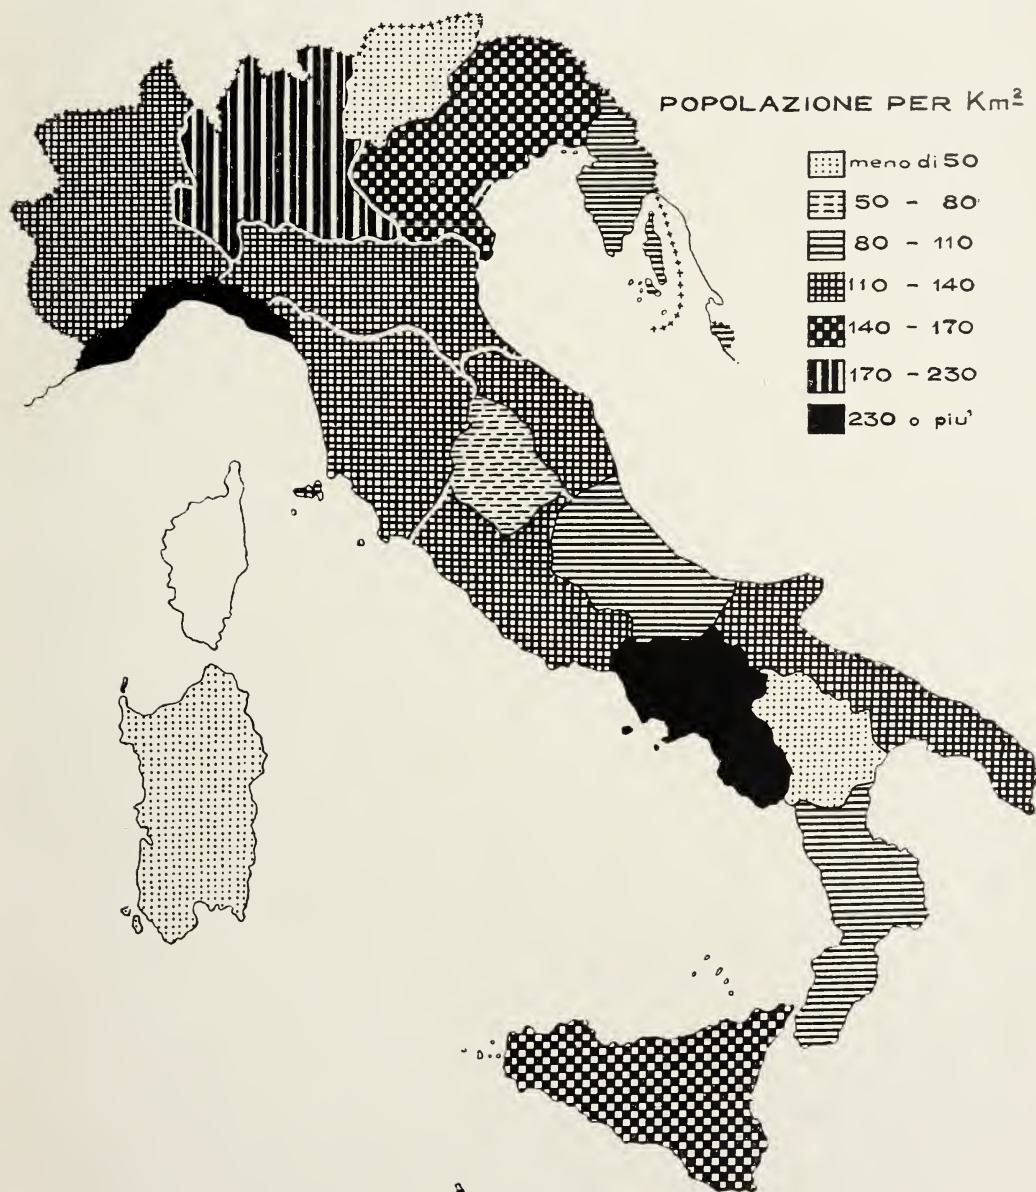 POPOLAZIONE PER Km²
meno di 50
50 - 80
80 - 110
110 - 140
140 - 170
170 - 230
230 o piu'